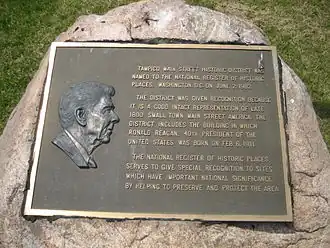 TAMPICO MAIN STREET HISTORIC DISTRICT WAS
NAMED TO THE NATIONAL REGISTER OF HISTORIC
PLACES, WASHINGTON D.C. ON JUNE 2, 1982.
THE DISTRICT WAS GIVEN RECOGNITION BECAUSE
IT IS A GOOD INTACT REPRESENTATION OF LATE
1800 SMALL TOWN MAIN STREET AMERICA. THE
DISTRICT INCLUDES THE BUILDING IN WHICH
RONALD REAGAN, 40TH PRESIDENT OF THE
UNITED STATES WAS BORN ON FEB. 6, 1911.
THE NATIONAL REGISTER OF HISTORIC PLACES
SERVES TO GIVE SPECIAL RECOGNITION TO SITES
WHICH HAVE IMPORTANT NATIONAL SIGNIFICANCE
BY HELPING TO PRESERVE AND PROTECT THE AREA